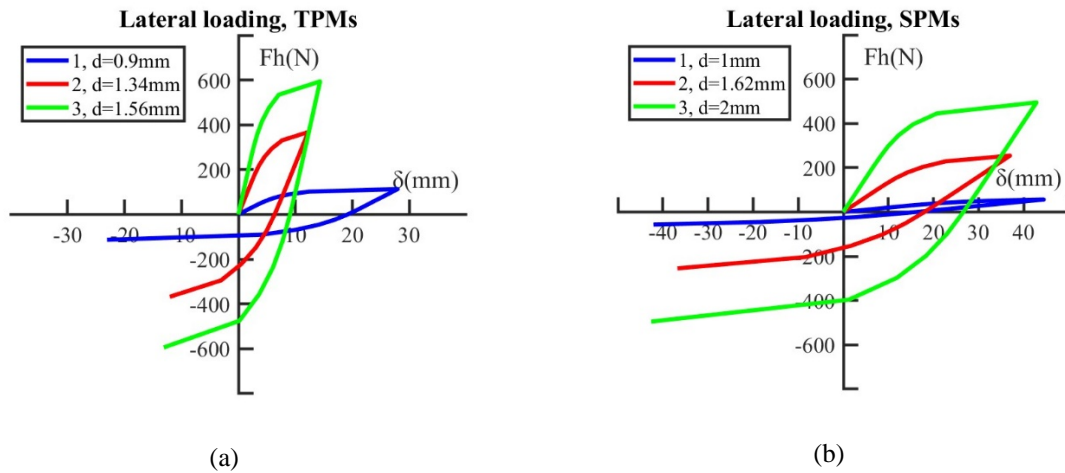 Lateral loading, TPMs
Fh(N)
1, d=0.9mm
2, d=1.34mm
3, d=1.56mm
600
400
200
δ(mm)
-30 -20 -10 0 10 20 30
-200
-400
-600
(a)
Lateral loading, SPMs
Fh(N)
1, d=1mm
2, d=1.62mm
3, d=2mm
600
400
200
δ(mm)
-40 -30 -20 -10 0 10 20 30 40
-200
-400
-600
(b)